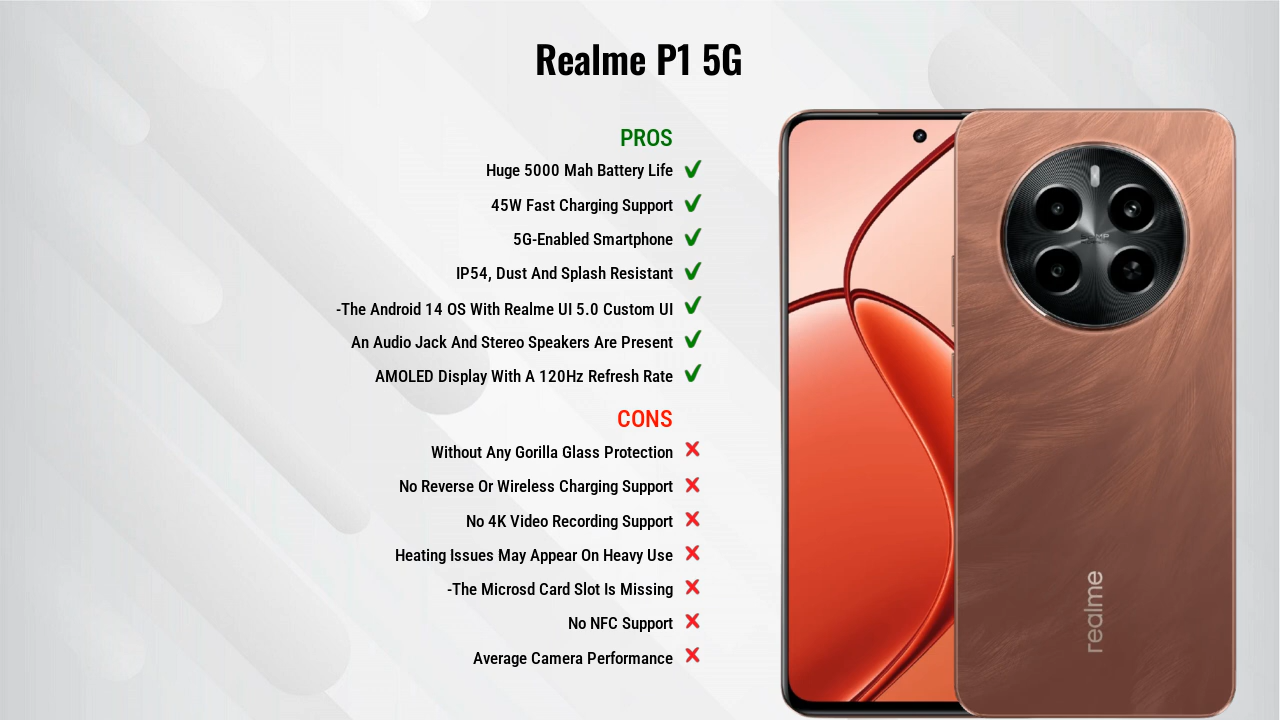 Realme P1 5G
PROS
Huge 5000 Mah Battery Life
45W Fast Charging Support
5G-Enabled Smartphone
IP54, Dust And Splash Resistant
-The Android 14 OS With Realme UI 5.0 Custom UI
An Audio Jack And Stereo Speakers Are Present
AMOLED Display With A 120Hz Refresh Rate
CONS
Without Any Gorilla Glass Protection
No Reverse Or Wireless Charging Support
No 4K Video Recording Support
Heating Issues May Appear On Heavy Use
-The Microsd Card Slot Is Missing
No NFC Support
Average Camera Performance
realme